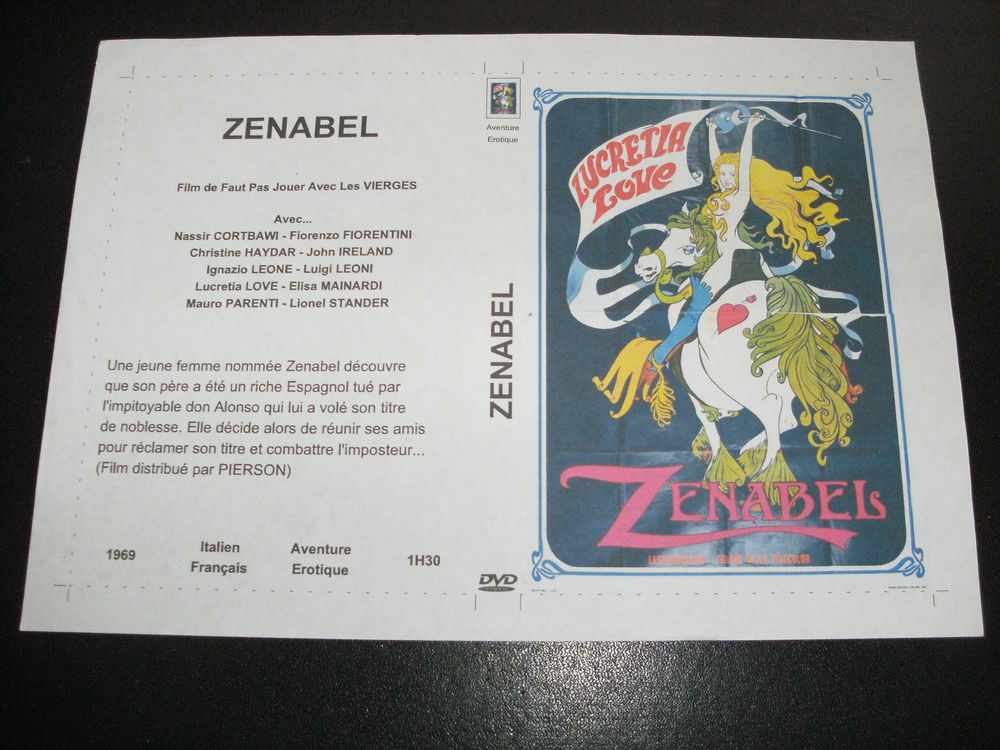 ZENABEL
Film de Faut Pas Jouer Avec Les VIERGES
Avec...
Nassir CORTBAWI - Fiorenzo FIORENTINI
Christine HAYDAR - John IRELAND
Ignazio LEONE - Luigi LEONI
Lucretia LOVE - Elisa MAINARDI
Mauro PARENTI - Lionel STANDER
Une jeune femme nommée Zenabel découvre
que son père a été un riche Espagnol tué par
l'impitoyable don Alonso qui lui a volé son titre
de noblesse. Elle décide alors de réunir ses amis
pour réclamer son titre et combattre l'imposteur...
(Film distribué par PIERSON)
1969
Italien
Français
Aventure
Erotique
1H30
Aventure
Erotique
ZENABEL
DVD
VIDEO
LUCRETIA
LOVE
ZENABEL
EASTMANCOLOR
TELECOLOR